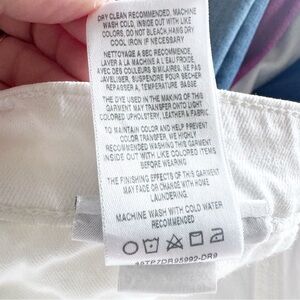 DRY CLEAN RECOMMENDED, MACHINE
WASH COLD, INSIDE OUT WITH LIKE
COLORS, DO NOT BLEACH, HANG DRY
COOL IRON IF NECESSARY
NETTOYAGE A SEC RECOMMENDE,
LAVER A LA MACHINE A L'EAU FROIDE,
AVEC DES COULEURS SIMILAIRES, NE PAS
JAVELLISER, SUSPENDRE POUR SECHER
REPASSER A, TEMPERATURE BASSE
THE DYE USED IN THE MAKING OF THIS
GARMENT MAY TRANSFER ONTO LIGHT
COLORED UPHOLSTERY, LEATHER & FABRIC
TO MAINTAIN COLOR AND HELP PREVENT
COLOR TRANSFER, WE HIGHLY
RECOMMENDED WASHING THIS GARMENT
INSIDE OUT WITH LIKE COLORED ITEMS
BEFORE WEARING
THE FINISHING EFFECTS OF THIS GARMENT
MAY FADE OR CHANGE WITH
LAUNDERING.
MACHINE WASH WITH COLD WATER
RECOMMENDED